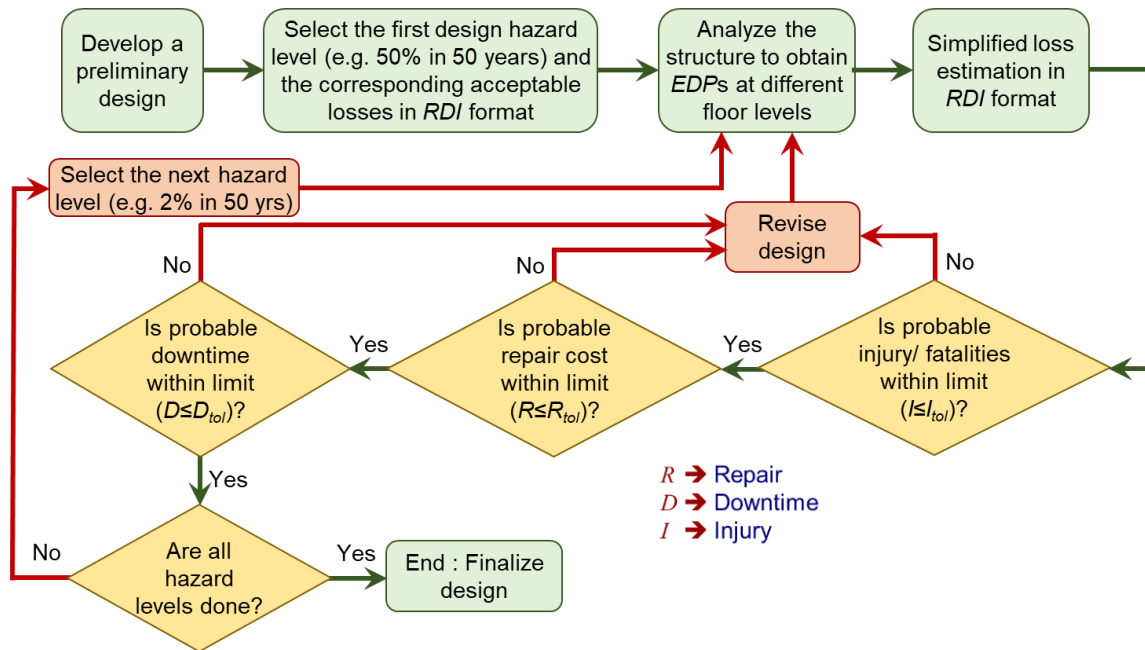 Develop a
preliminary
design
Select the first design hazard
level (e.g. 50% in 50 years) and
the corresponding acceptable
losses in RDI format
Analyze the
structure to obtain
EDPs at different
floor levels
Simplified loss
estimation in
RDI format
Select the next hazard
level (e.g. 2% in 50 yrs)
Revise
design
No
No
No
Is probable
downtime
within limit
(D≤Dtol)?
Yes
Is probable
repair cost
within limit
(R≤Rtol)?
Yes
Is probable
injury/ fatalities
within limit
(I≤Itol)?
Yes
R ➔ Repair
D ➔ Downtime
I ➔ Injury
No
Are all
hazard
levels done?
Yes
End : Finalize
design